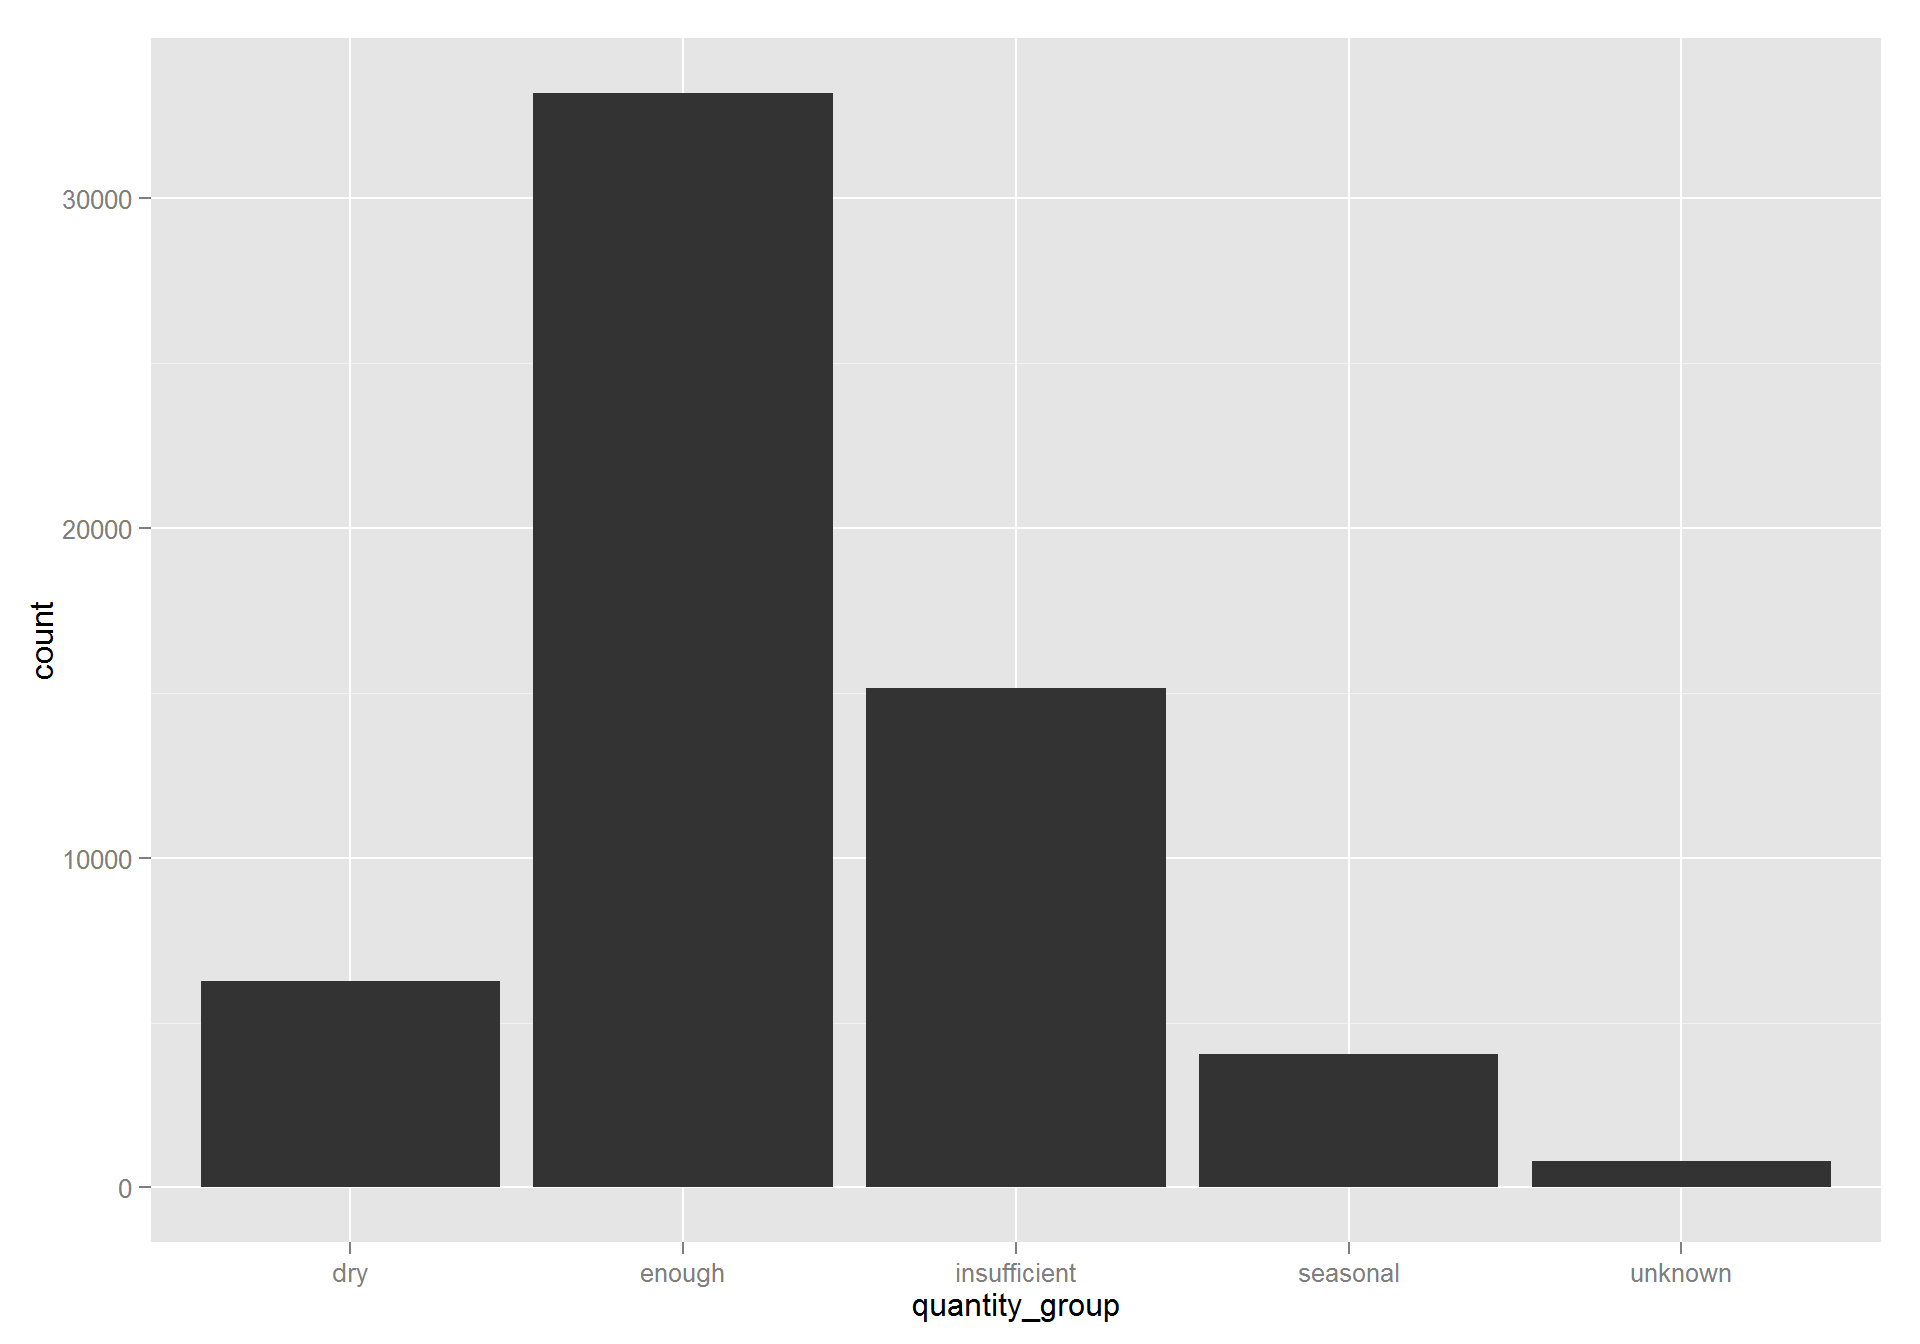 count
30000
20000
10000
0
dry enough insufficient seasonal unknown
quantity_group